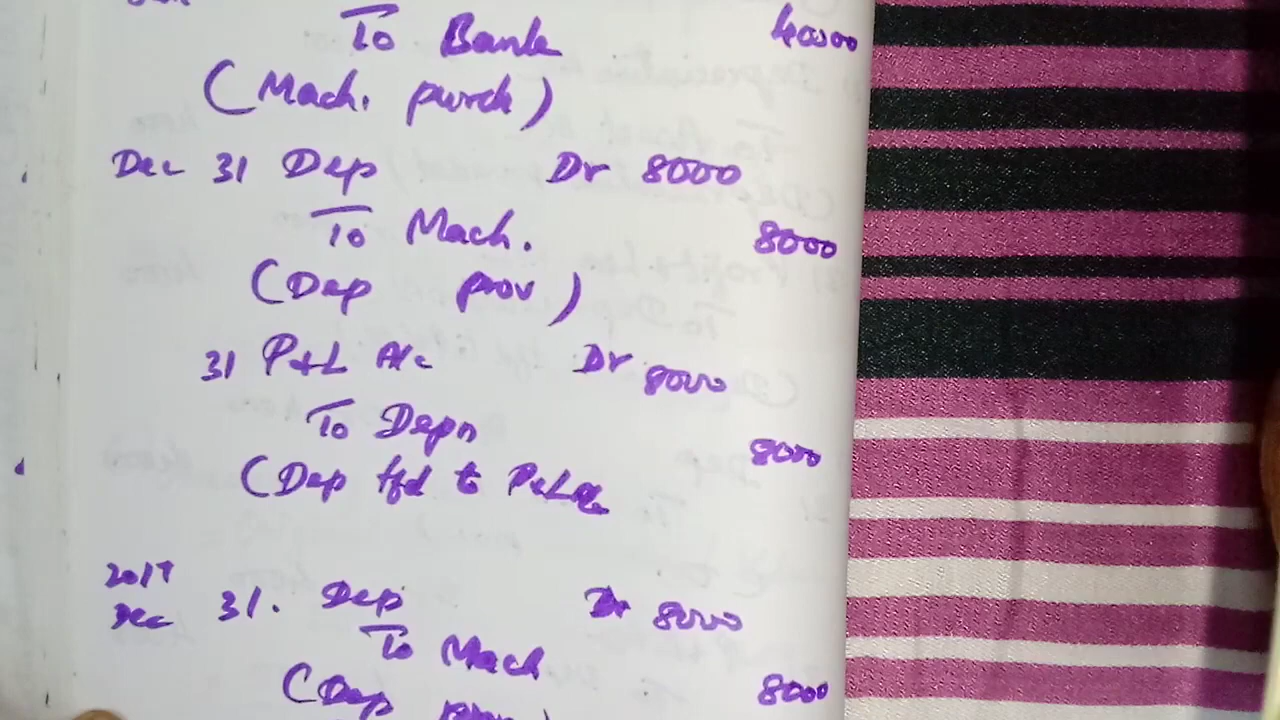 To Bank 40000
(Mach. purch)
Dec 31 Dep Dr 8000
To Mach. 8000
(Dep prov)
31 P+L A/c Dr 8000
To Depn 8000
(Dep tfd to P&L a/c
2017
Dec 31. Dep Dr 8000
To Mach
(Dep 8000